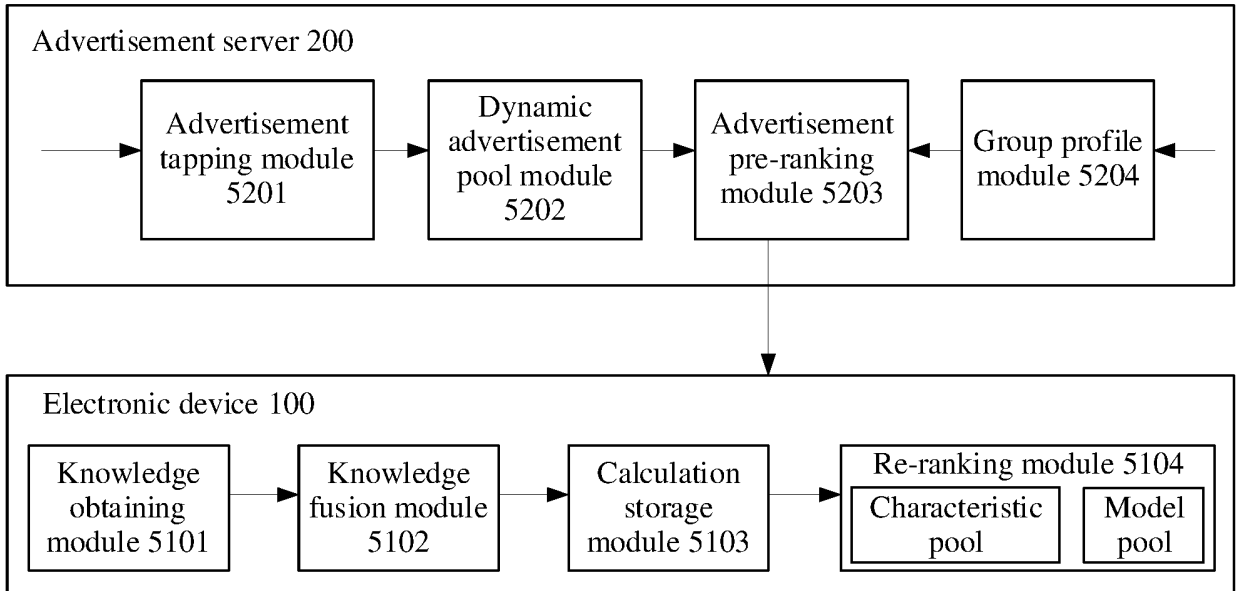 Advertisement server 200
Advertisement
tapping module
5201
Dynamic
advertisement
pool module
5202
Advertisement
pre-ranking
module 5203
Group profile
module 5204
Electronic device 100
Knowledge
obtaining
module 5101
Knowledge
fusion module
5102
Calculation
storage
module 5103
Re-ranking module 5104
Characteristic
pool
Model
pool